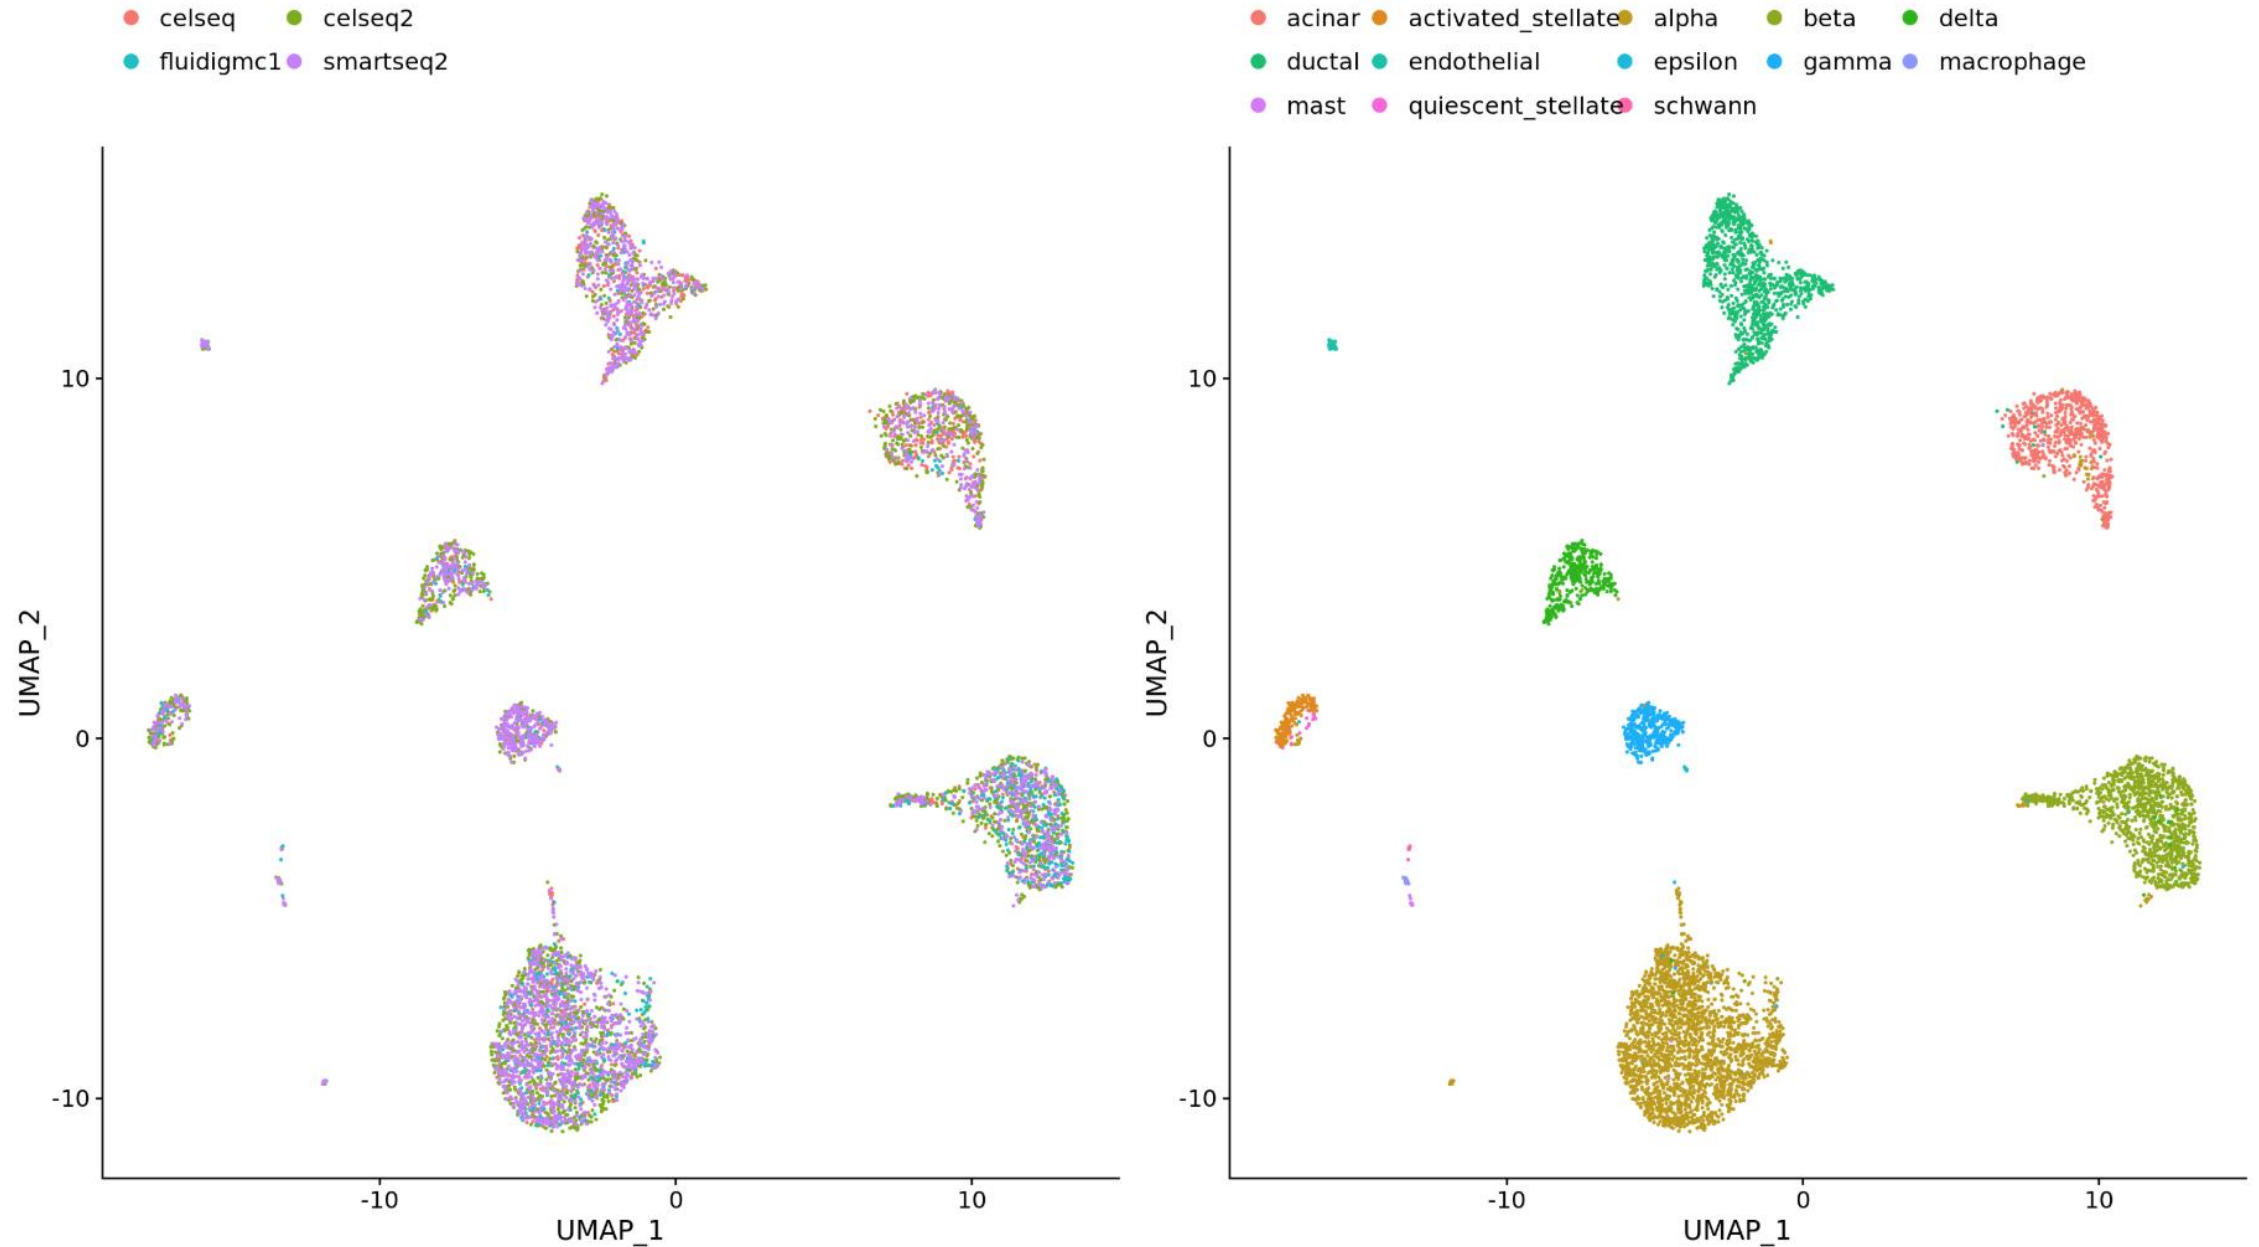 celseq celseq2
fluidigmc1 smartseq2
acinar activated_stellate alpha beta delta
ductal endothelial epsilon gamma macrophage
mast quiescent_stellate schwann
UMAP_2
10
0
-10
-10 0 10
UMAP_1
UMAP_2
10
0
-10
-10 0 10
UMAP_1